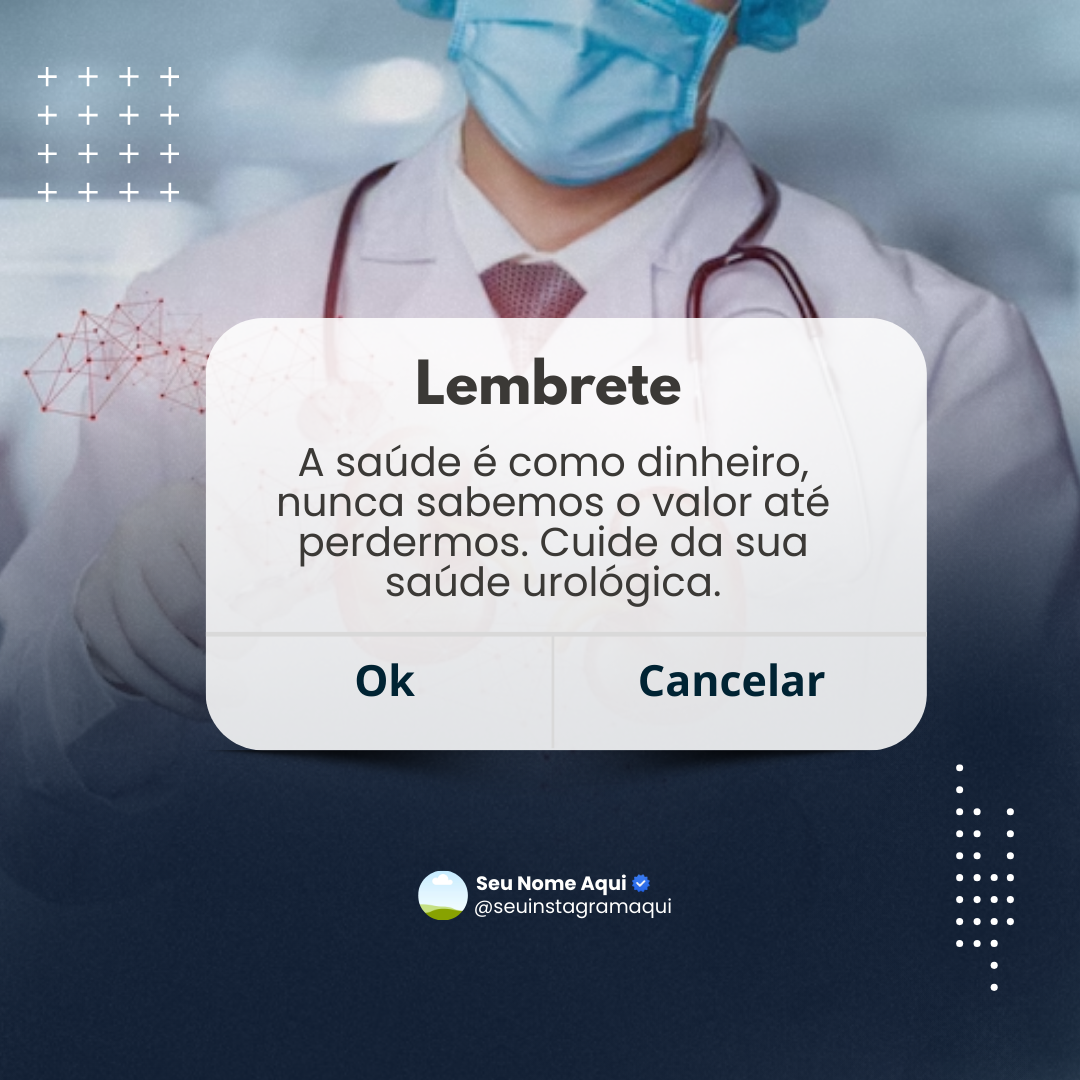 Lembrete
A saúde é como dinheiro,
nunca sabemos o valor até
perdermos. Cuide da sua
saúde urológica.
Ok
Cancelar
Seu Nome Aqui
@seuinstagramaqui